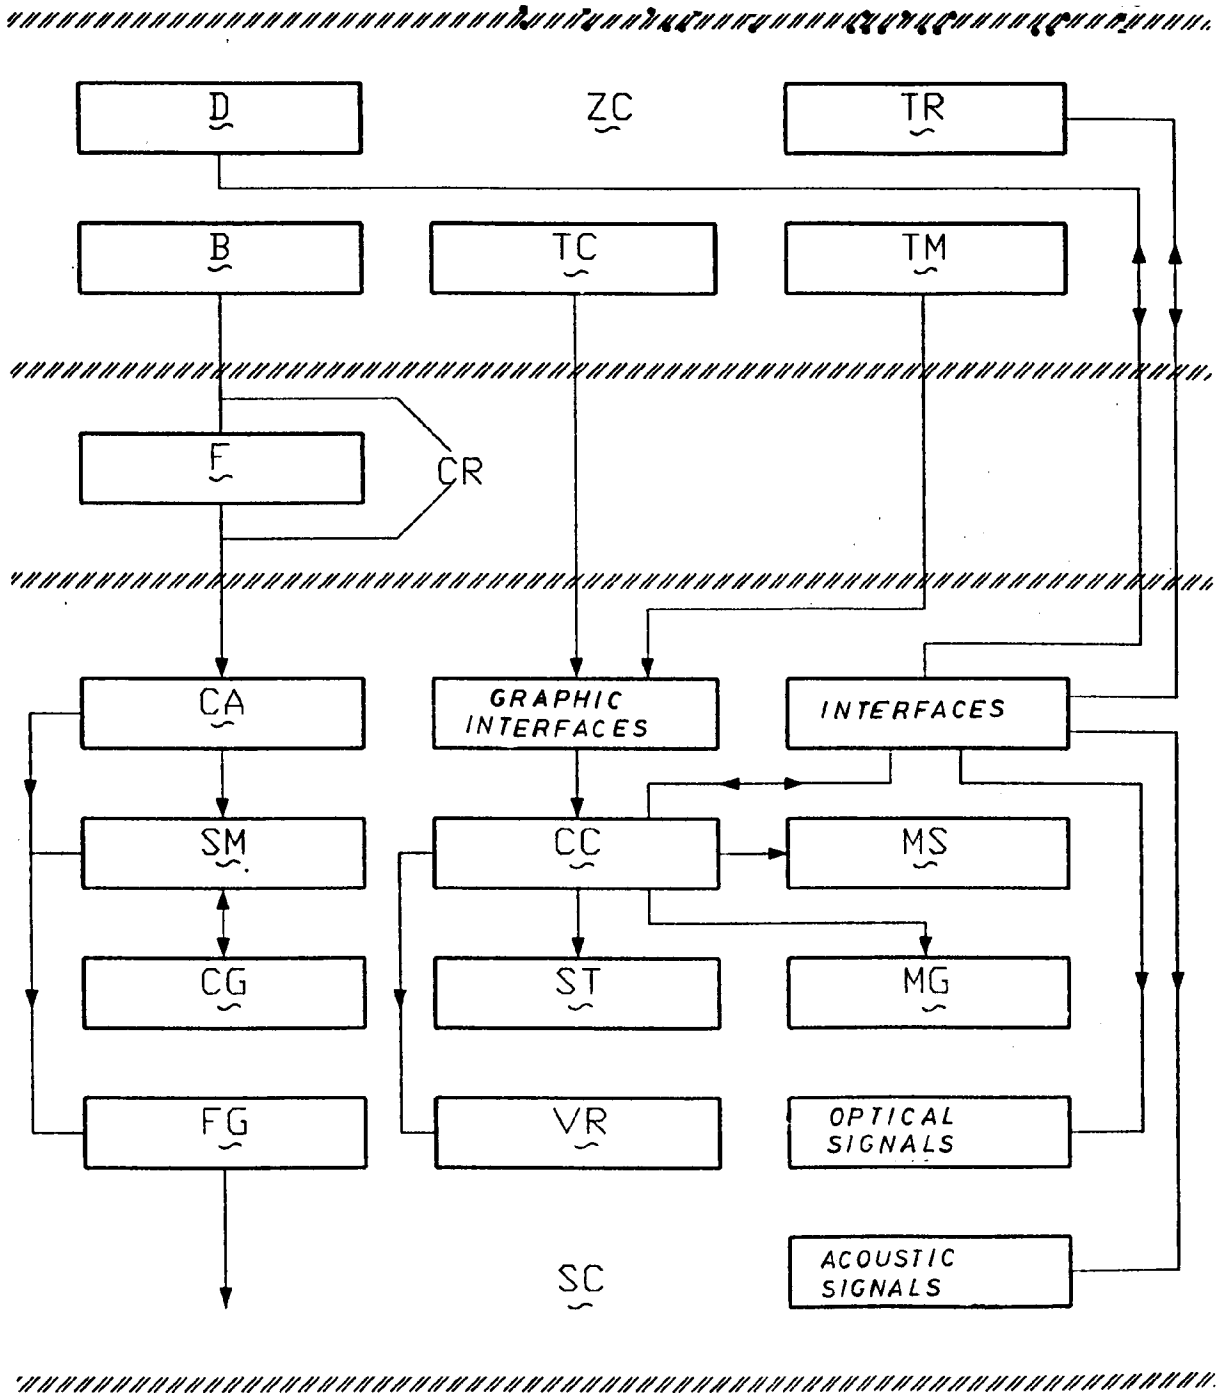 D
ZC
TR
B
TC
TM
F
CR
CA
GRAPHIC
INTERFACES
INTERFACES
SM
CC
MS
CG
ST
MG
FG
VR
OPTICAL
SIGNALS
SC
ACOUSTIC
SIGNALS